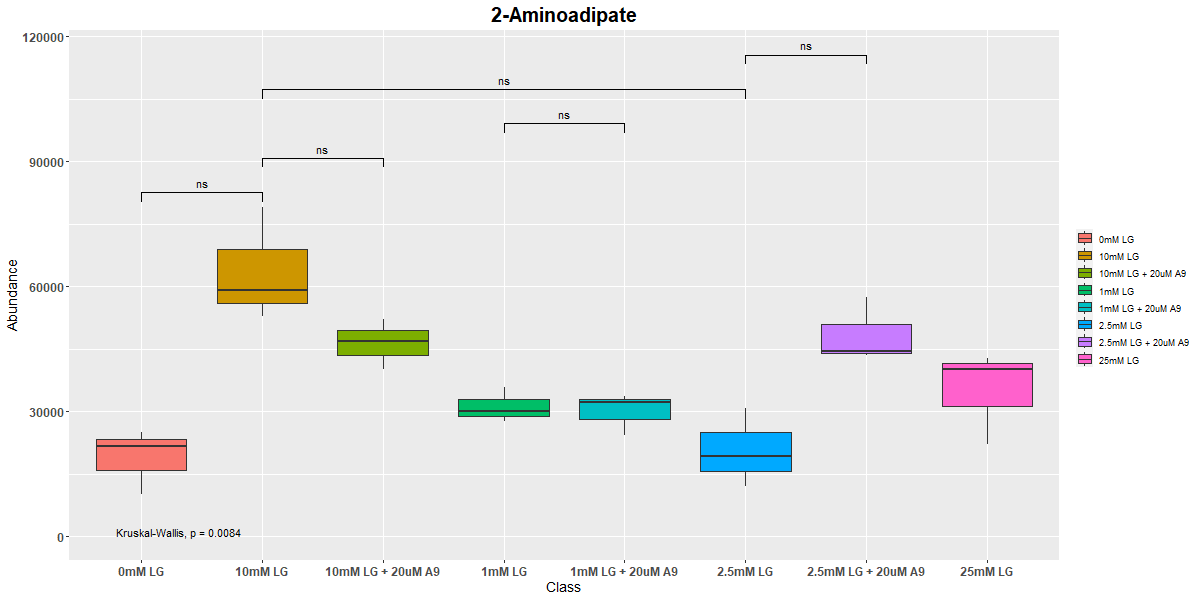 2-Aminoadipate
120000
90000
60000
30000
0
Abundance
ns
ns
ns
ns
ns
Kruskal-Wallis, p = 0.0084
0mM LG
10mM LG
10mM LG + 20uM A9
1mM LG
1mM LG + 20uM A9
2.5mM LG
2.5mM LG + 20uM A9
25mM LG
Class
0mM LG
10mM LG
10mM LG + 20uM A9
1mM LG
1mM LG + 20uM A9
2.5mM LG
2.5mM LG + 20uM A9
25mM LG